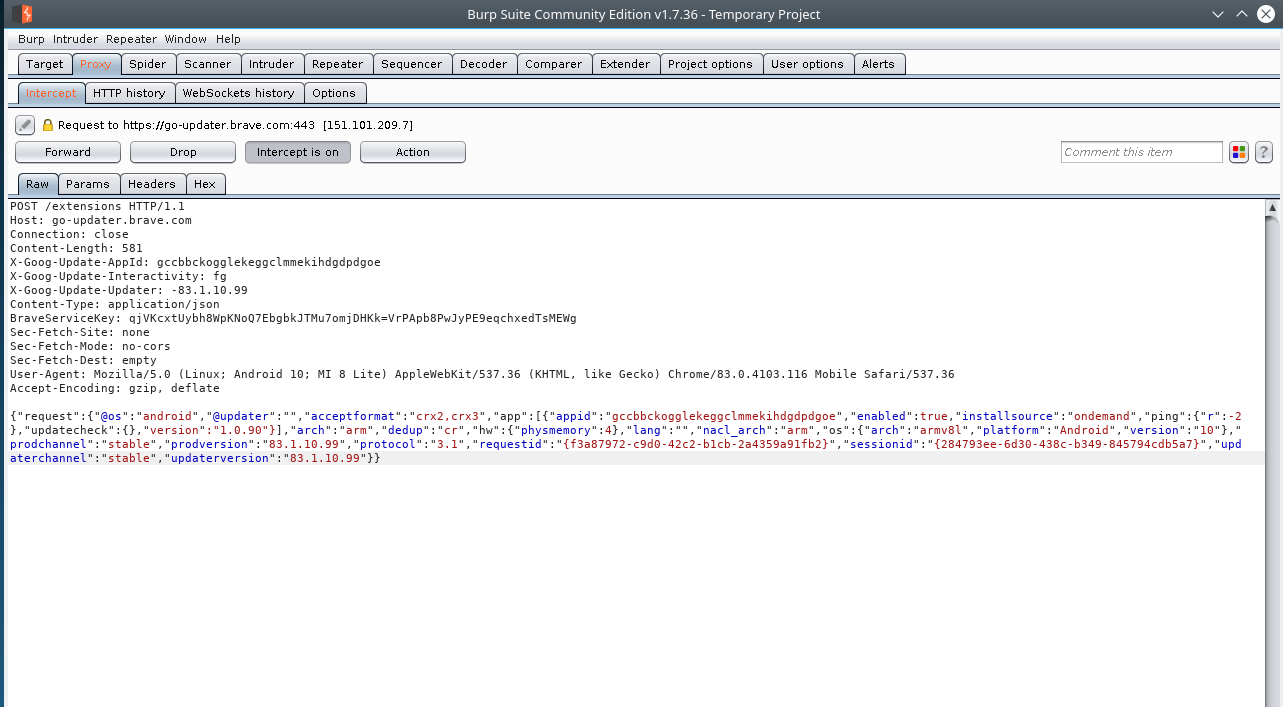 Burp Suite Community Edition v1.7.36 - Temporary Project
Burp Intruder Repeater Window Help
Target Proxy Spider Scanner Intruder Repeater Sequencer Decoder Comparer Extender Project options User options Alerts
Intercept HTTP history WebSockets history Options
Request to https://go-updater.brave.com:443 [151.101.209.7]
Forward Drop Intercept is on Action Comment this item ?
Raw Params Headers Hex
POST /extensions HTTP/1.1
Host: go-updater.brave.com
Connection: close
Content-Length: 581
X-Goog-Update-AppId: gccbbckogglekeggclmmekihdgdpdgoe
X-Goog-Update-Interactivity: fg
X-Goog-Update-Updater: -83.1.10.99
Content-Type: application/json
BraveServiceKey: qjVKcxtUybh8WpKNoQ7EbgbkJTMu7omjDHKk=VrPApb8PwJyPE9eqchxedTsMEWg
Sec-Fetch-Site: none
Sec-Fetch-Mode: no-cors
Sec-Fetch-Dest: empty
User-Agent: Mozilla/5.0 (Linux; Android 10; MI 8 Lite) AppleWebKit/537.36 (KHTML, like Gecko) Chrome/83.0.4103.116 Mobile Safari/537.36
Accept-Encoding: gzip, deflate
{"request":{"@os":"android","@updater":"","acceptformat":"crx2,crx3","app":[{"appid":"gccbbckogglekeggclmmekihdgdpdgoe","enabled":true,"installsource":"ondemand","ping":{"r":-2
},"updatecheck":{},"version":"1.0.90"}],"arch":"arm","dedup":"cr","hw":{"physmemory":4},"lang":"","nacl_arch":"arm","os":{"arch":"armv8l","platform":"Android","version":"10"},"
prodchannel":"stable","prodversion":"83.1.10.99","protocol":"3.1","requestid":"{f3a87972-c9d0-42c2-b1cb-2a4359a91fb2}","sessionid":"{284793ee-6d30-438c-b349-845794cdb5a7}","upd
aterchannel":"stable","updaterversion":"83.1.10.99"}}